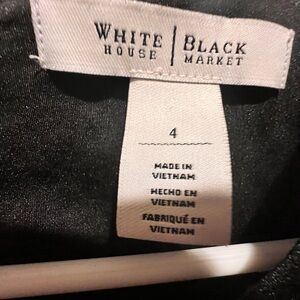 WHITE | BLACK
HOUSE | MARKET
4
MADE IN
VIETNAM
HECHO EN
VIETNAM
FABRIQUÉ EN
VIETNAM